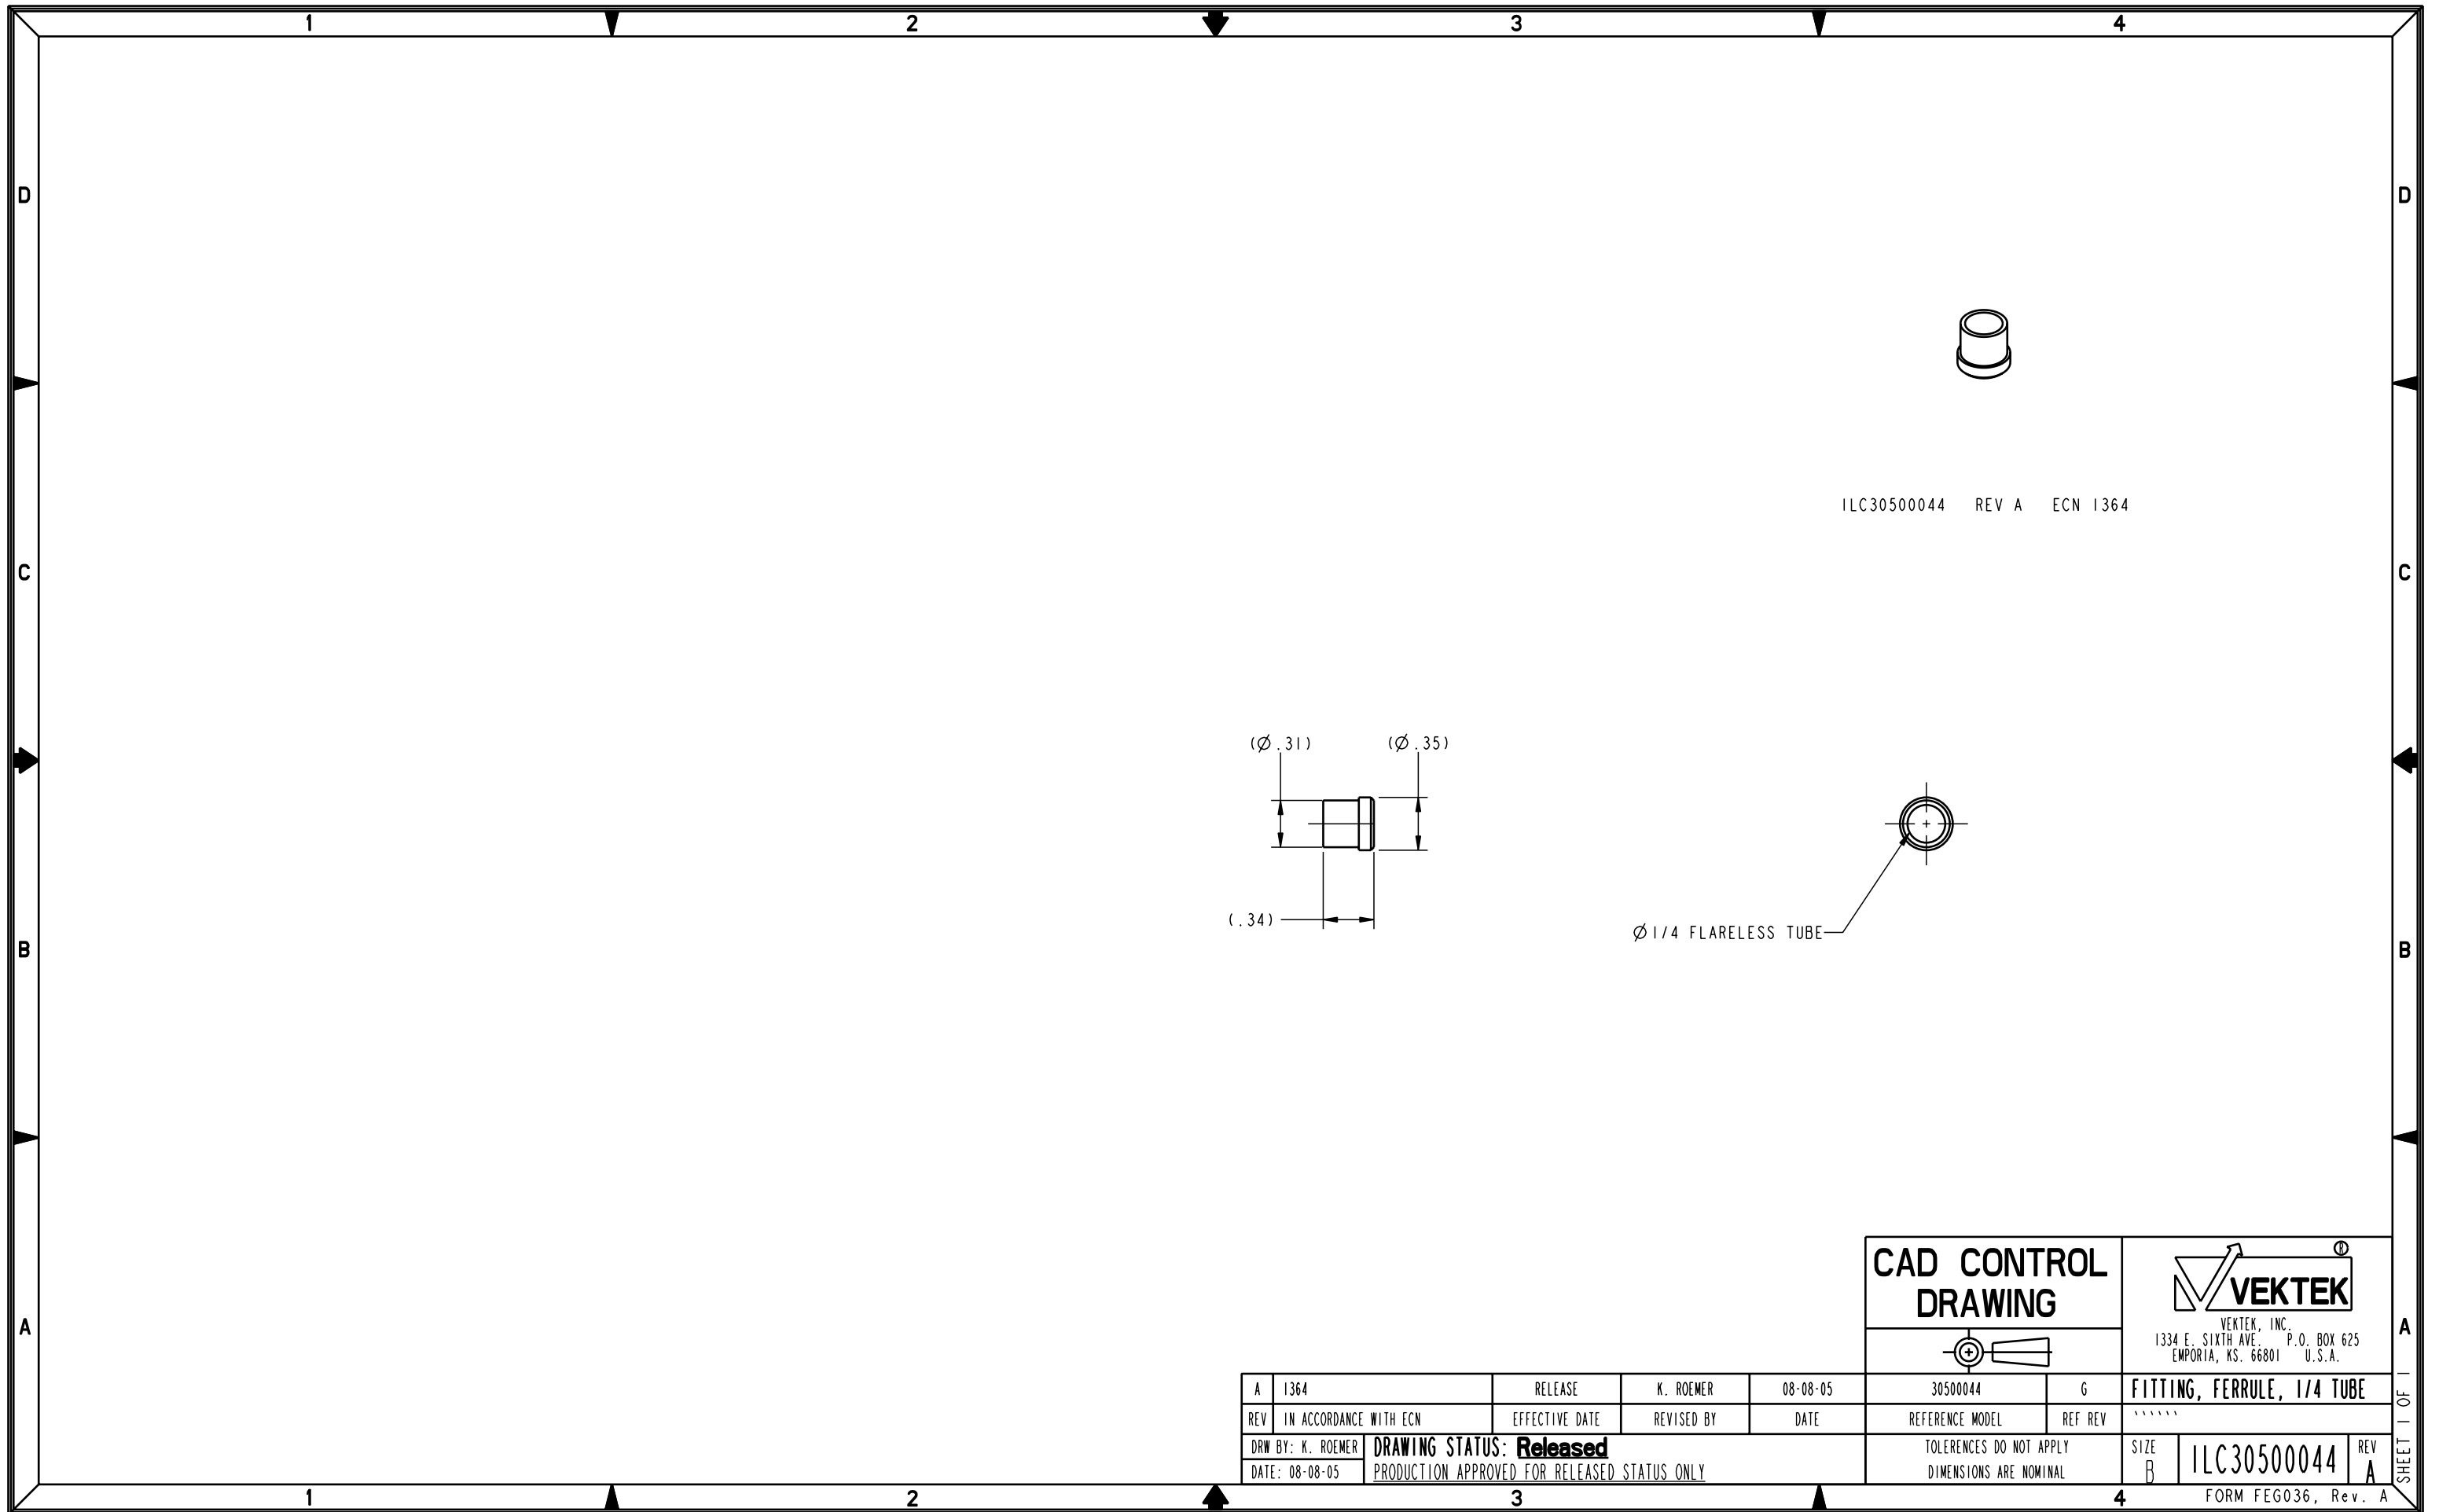 1 2 3 4
D D
ILC30500044 REV A ECN 1364
C C
(Ø.31) (Ø.35)
(.34)
Ø1/4 FLARELESS TUBE
B B
CAD CONTROL
DRAWING
VEKTEK ®
VEKTEK, INC.
1334 E. SIXTH AVE. P.O. BOX 625
EMPORIA, KS. 66801 U.S.A.
A A
A 1364 RELEASE K. ROEMER 08-08-05 30500044 G FITTING, FERRULE, 1/4 TUBE
REV IN ACCORDANCE WITH ECN EFFECTIVE DATE REVISED BY DATE REFERENCE MODEL REF REV ``````
DRW BY: K. ROEMER DRAWING STATUS: Released
DATE: 08-08-05 PRODUCTION APPROVED FOR RELEASED STATUS ONLY
TOLERENCES DO NOT APPLY
DIMENSIONS ARE NOMINAL
SIZE
B
ILC30500044
REV
A
SHEET 1 OF 1
FORM FEG036, Rev. A
1 2 3 4